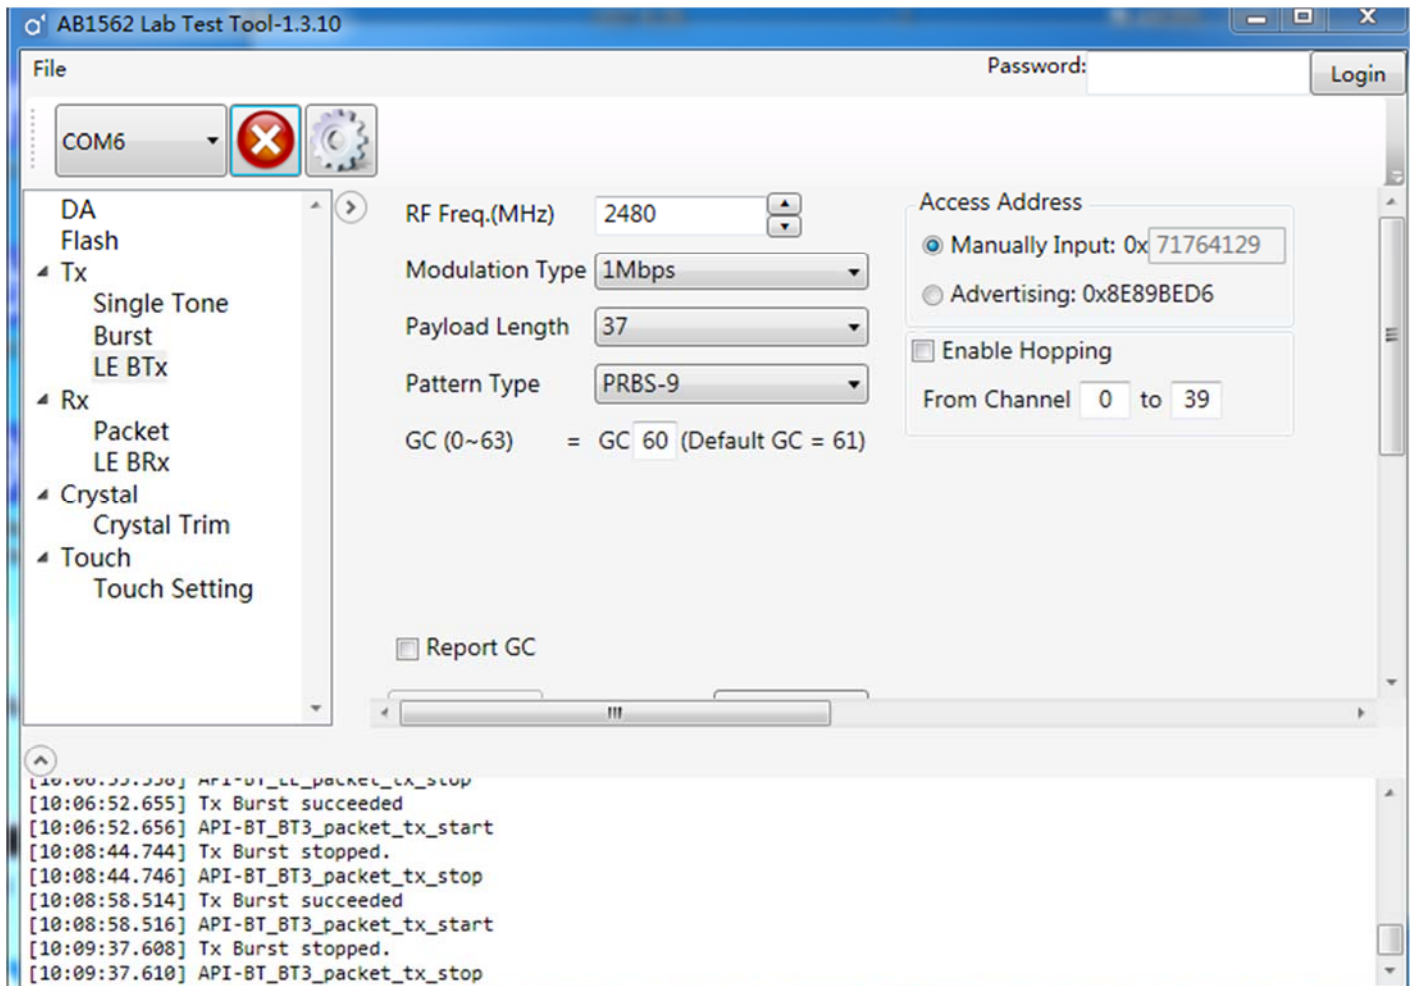 AB1562 Lab Test Tool-1.3.10
File
Password:
Login
COM6
DA
Flash
Tx
Single Tone
Burst
LE BTx
Rx
Packet
LE BRx
Crystal
Crystal Trim
Touch
Touch Setting
RF Freq.(MHz) 2480
Modulation Type 1Mbps
Payload Length 37
Pattern Type PRBS-9
GC (0~63) = GC 60 (Default GC = 61)
Report GC
Access Address
Manually Input: 0x 71764129
Advertising: 0x8E89BED6
Enable Hopping
From Channel 0 to 39
API-BT_LE_packet_tx_stop
[10:06:52.655] Tx Burst succeeded
[10:06:52.656] API-BT_BT3_packet_tx_start
[10:08:44.744] Tx Burst stopped.
[10:08:44.746] API-BT_BT3_packet_tx_stop
[10:08:58.514] Tx Burst succeeded
[10:08:58.516] API-BT_BT3_packet_tx_start
[10:09:37.608] Tx Burst stopped.
[10:09:37.610] API-BT_BT3_packet_tx_stop